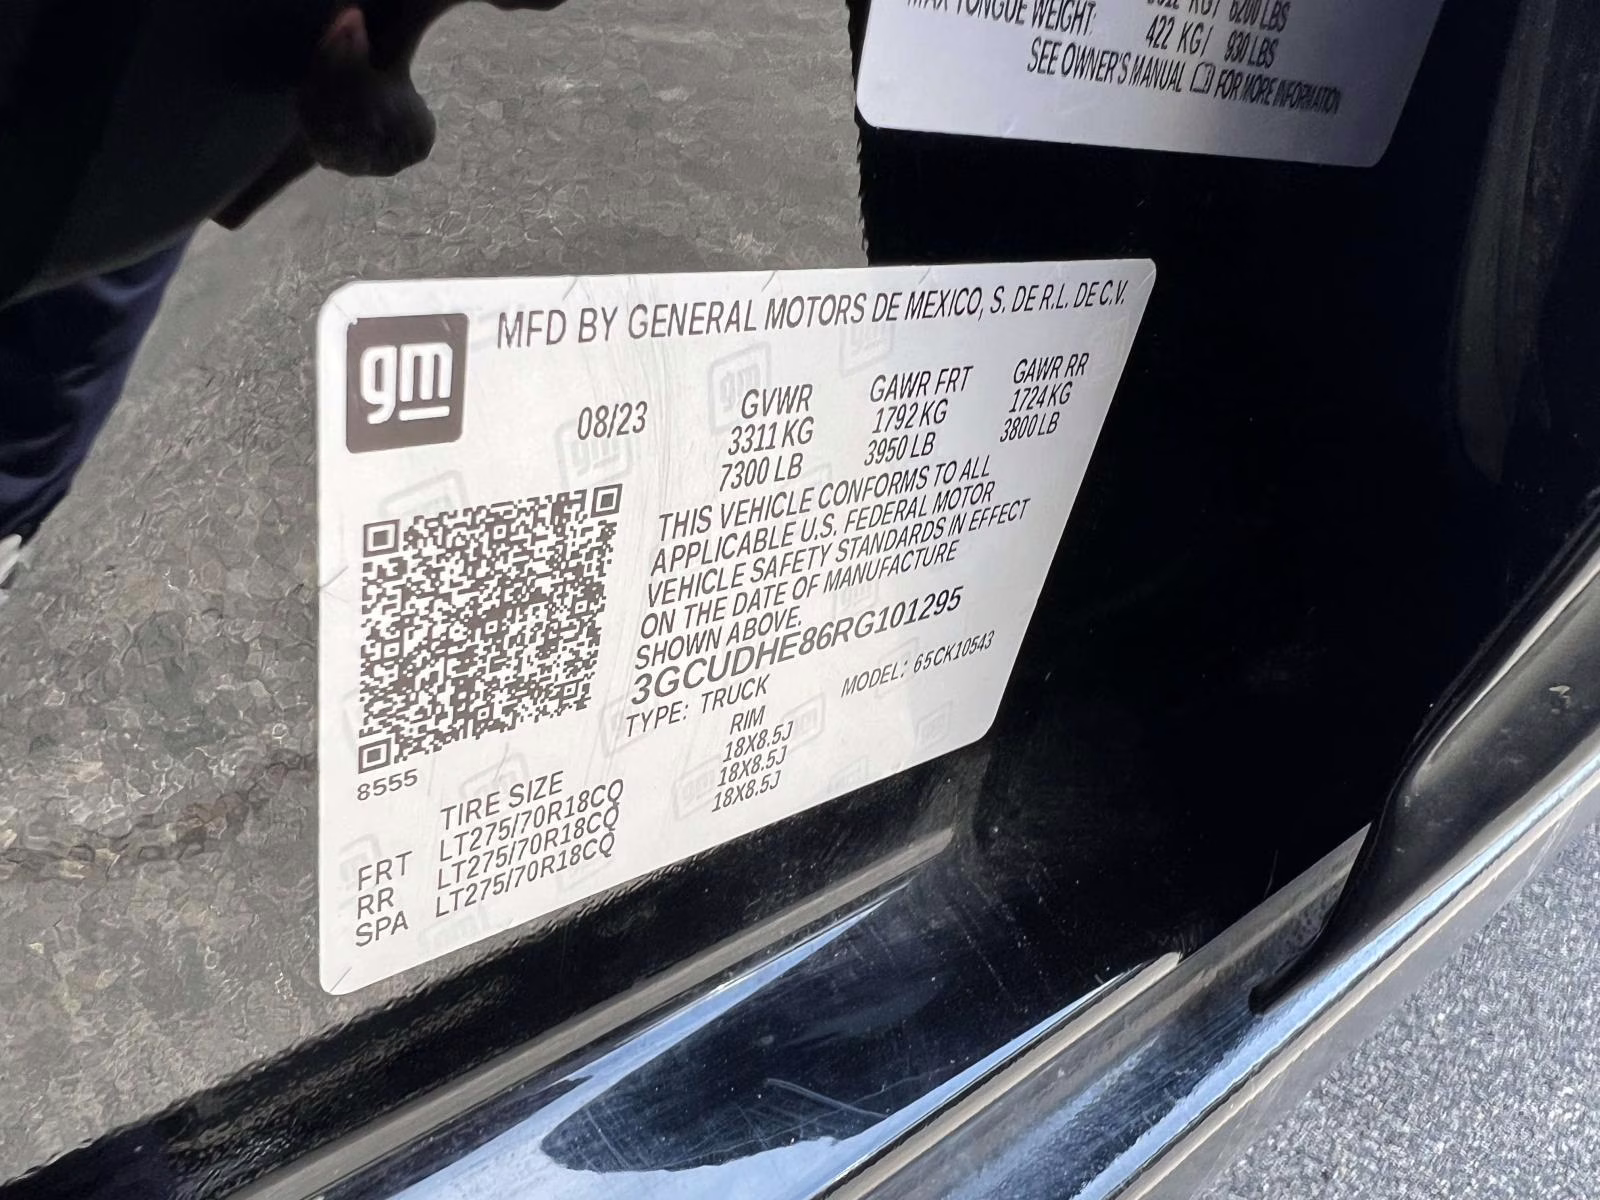 MAX TONGUE WEIGHT: 422 KG/ 930 LBS
SEE OWNER'S MANUAL FOR MORE INFORMATION
gm
MFD BY GENERAL MOTORS DE MEXICO, S. DE R.L. DE C.V.
08/23
GVWR GAWR FRT GAWR RR
3311 KG 1792 KG 1724 KG
7300 LB 3950 LB 3800 LB
THIS VEHICLE CONFORMS TO ALL
APPLICABLE U.S. FEDERAL MOTOR
VEHICLE SAFETY STANDARDS IN EFFECT
ON THE DATE OF MANUFACTURE
SHOWN ABOVE.
3GCUDHE86RG101295
TYPE: TRUCK MODEL: 65CK10543
8555
TIRE SIZE RIM
FRT LT275/70R18CQ 18X8.5J
RR LT275/70R18CQ 18X8.5J
SPA LT275/70R18CQ 18X8.5J